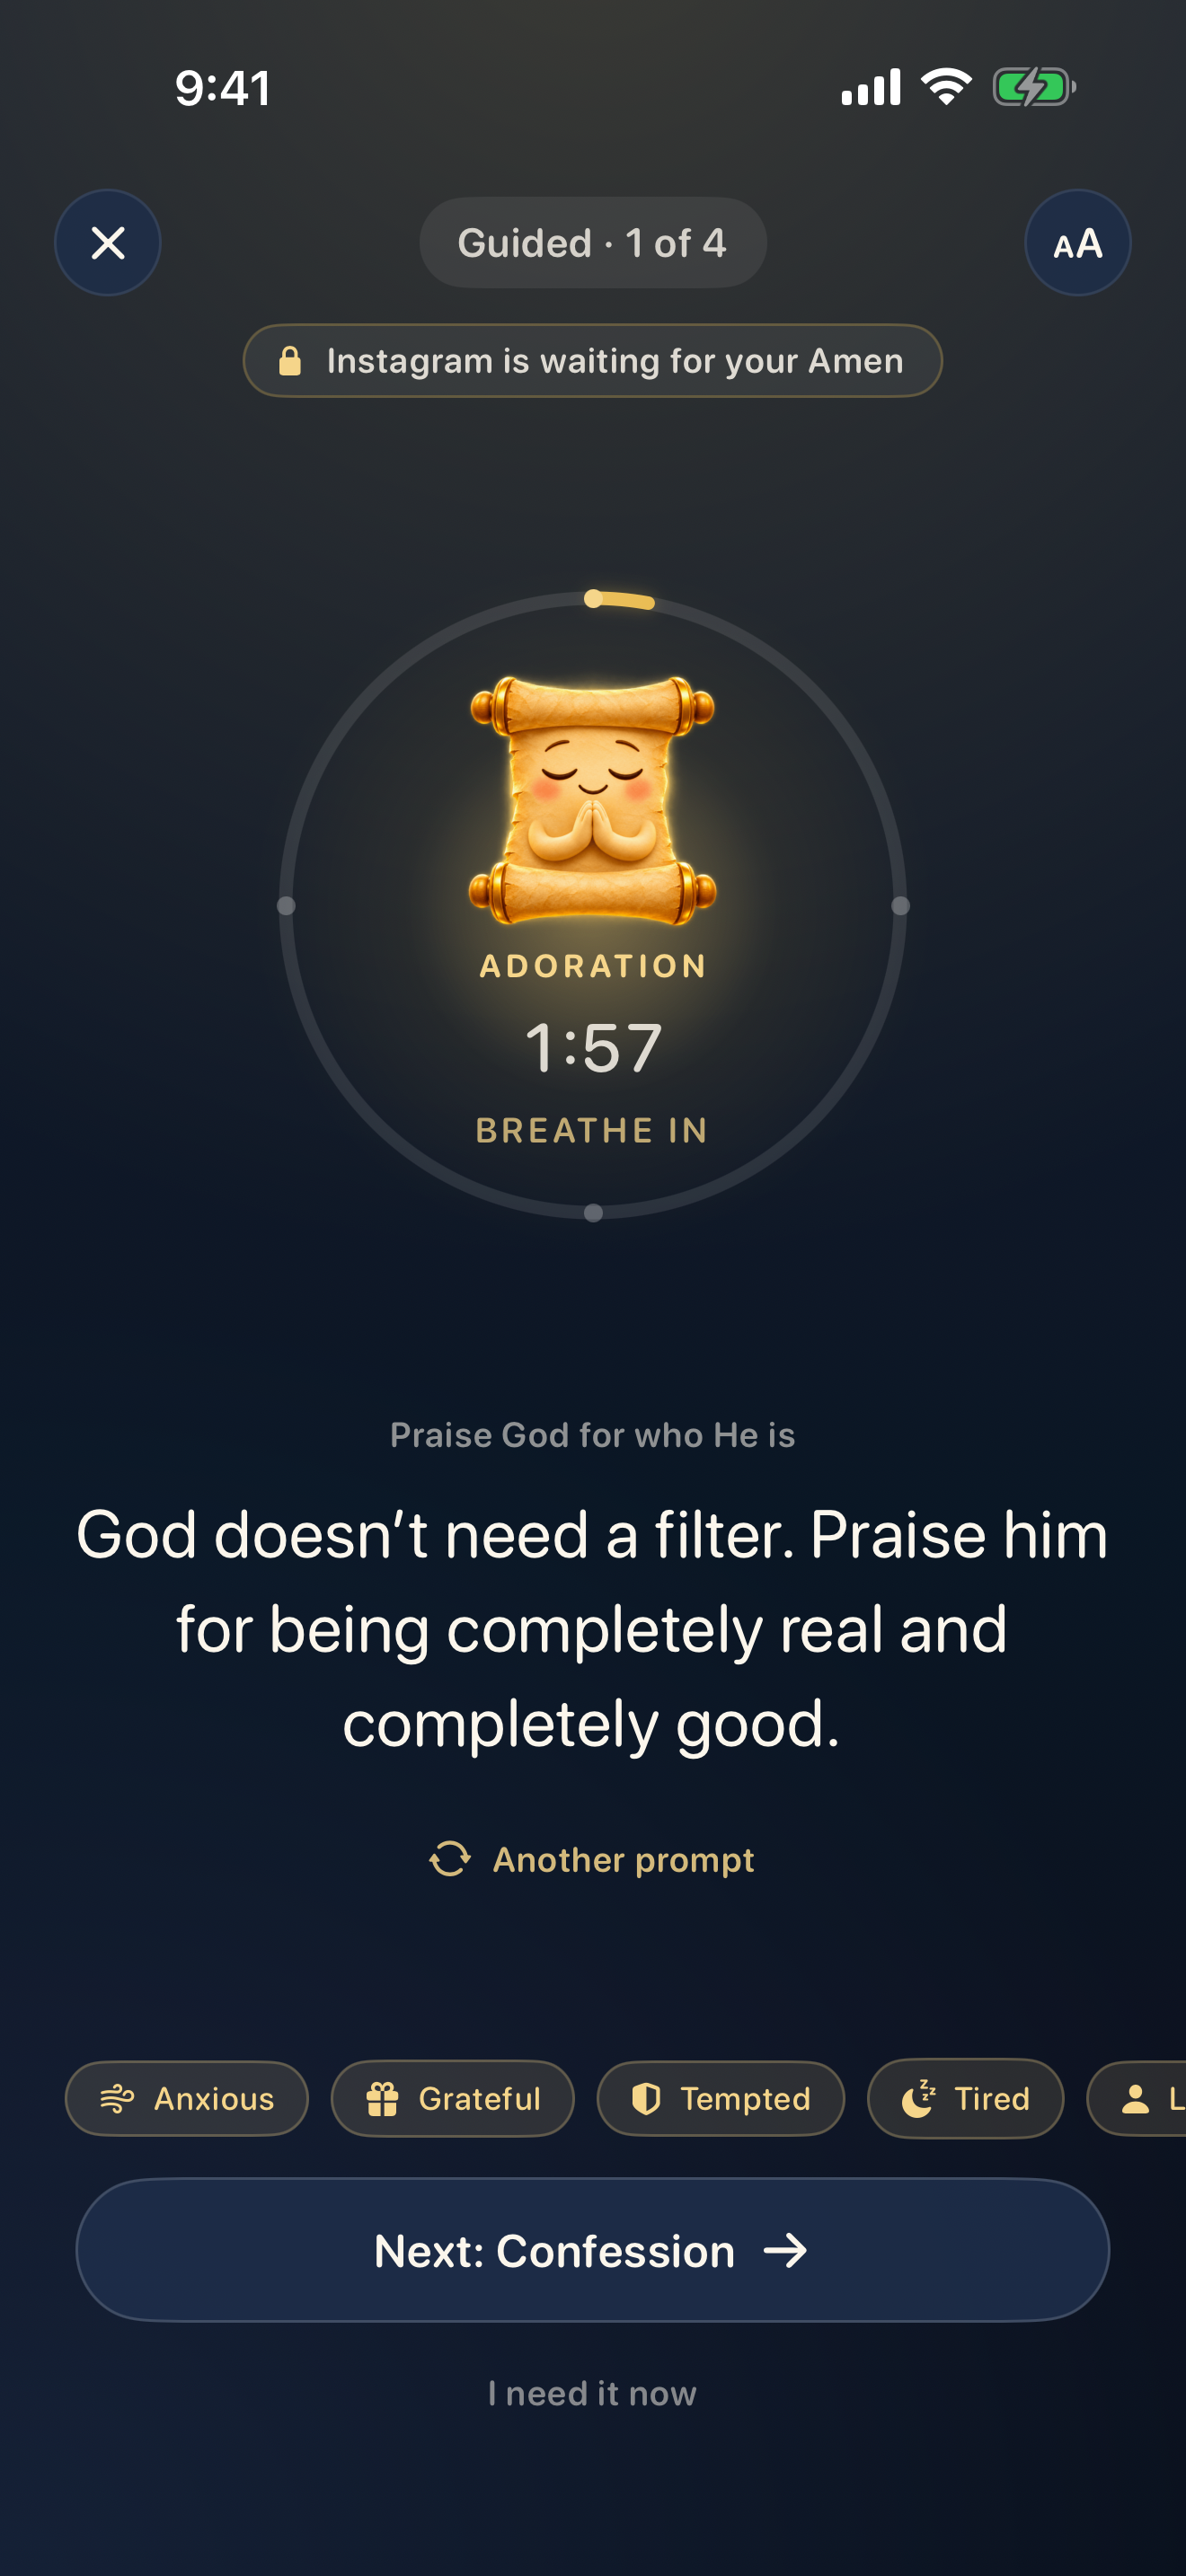 9:41
Guided · 1 of 4
AA
Instagram is waiting for your Amen
ADORATION
1:57
BREATHE IN
Praise God for who He is
God doesn’t need a filter. Praise him
for being completely real and
completely good.
Another prompt
Anxious Grateful Tempted Tired L
Next: Confession →
I need it now